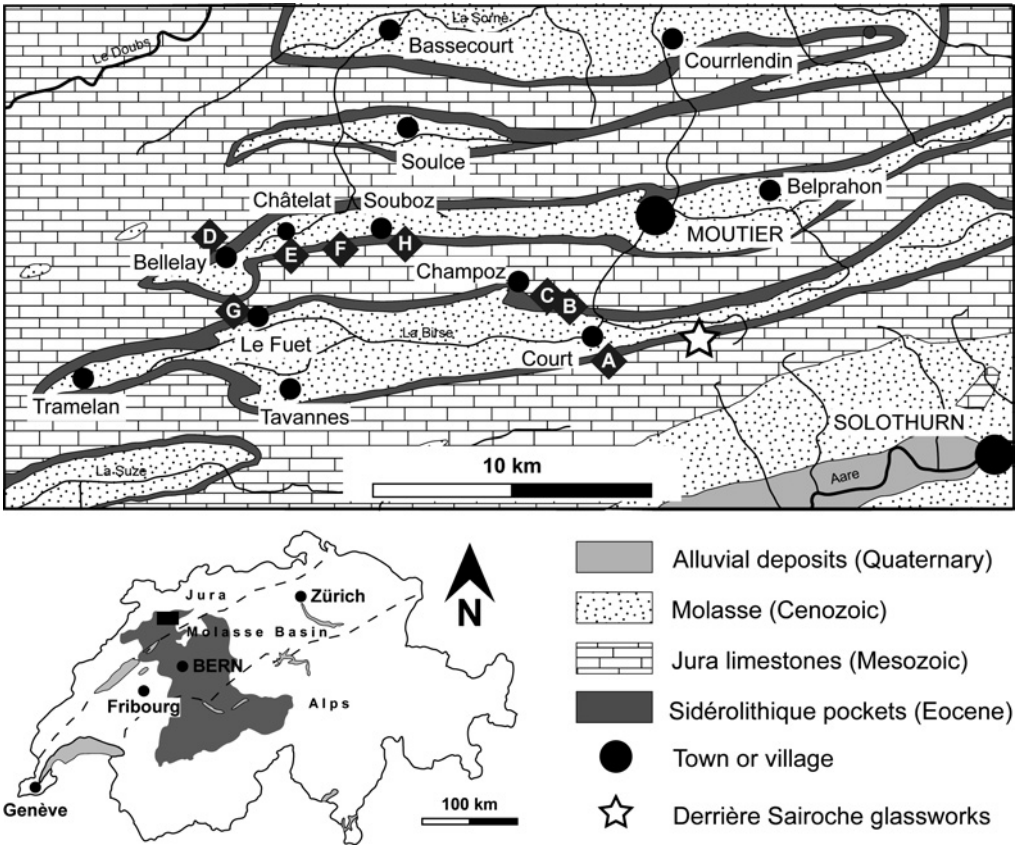 La Sorne
Le Doubs
Bassecourt
Courrlendin
Soulce
Châtelat
Souboz
Belprahon
D
MOUTIER
Bellelay
E
F
H
Champoz
C
B
G
Le Fuet
La Birse
Court
A
Tramelan
Tavannes
SOLOTHURN
La Suze
10 km
Aare
Jura
Zürich
N
Molasse Basin
BERN
Fribourg
Alps
Genève
100 km
Alluvial deposits (Quaternary)
Molasse (Cenozoic)
Jura limestones (Mesozoic)
Sidérolithique pockets (Eocene)
Town or village
Derrière Sairoche glassworks